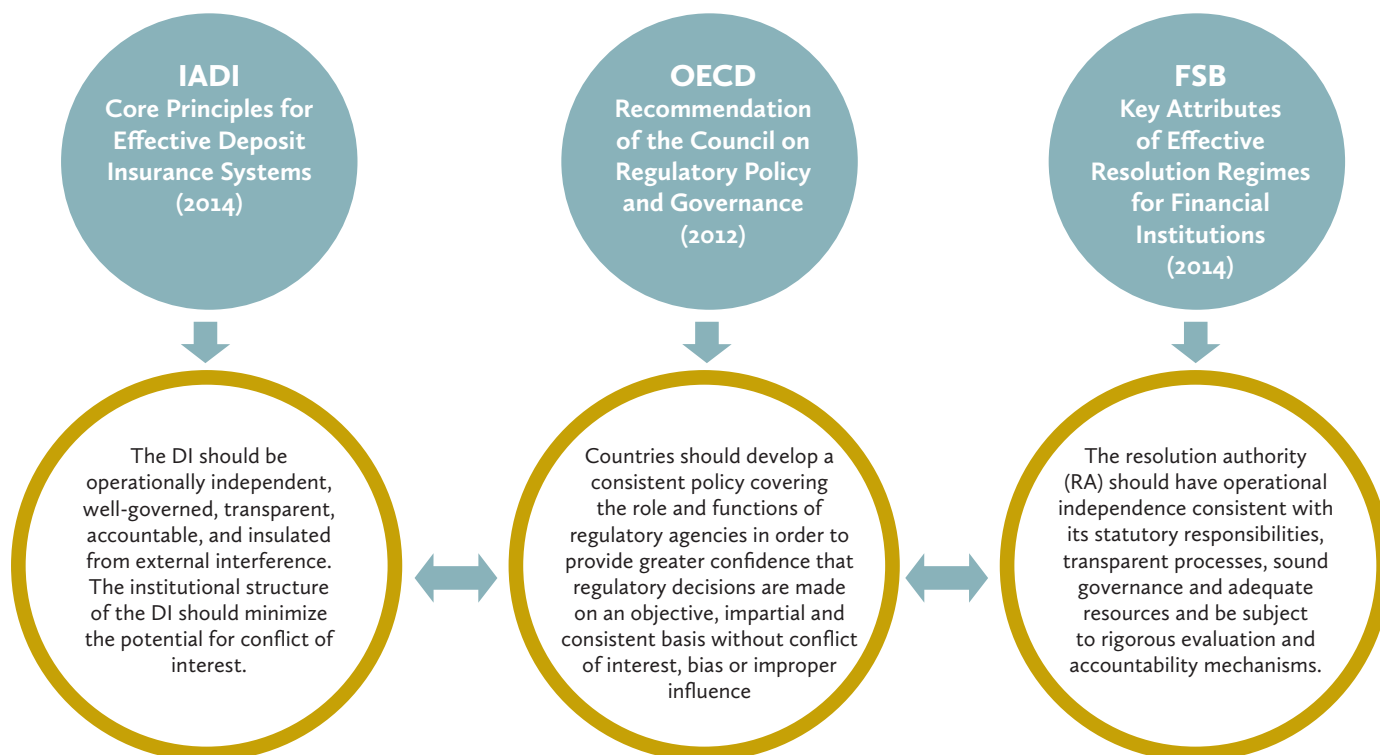 IADI
Core Principles for
Effective Deposit
Insurance Systems
(2014)
OECD
Recommendation
of the Council on
Regulatory Policy
and Governance
(2012)
FSB
Key Attributes
of Effective
Resolution Regimes
for Financial
Institutions
(2014)
The DI should be
operationally independent,
well-governed, transparent,
accountable, and insulated
from external interference.
The institutional structure
of the DI should minimize
the potential for conflict of
interest.
Countries should develop a
consistent policy covering
the role and functions of
regulatory agencies in order to
provide greater confidence that
regulatory decisions are made
on an objective, impartial and
consistent basis without conflict
of interest, bias or improper
influence
The resolution authority
(RA) should have operational
independence consistent with
its statutory responsibilities,
transparent processes, sound
governance and adequate
resources and be subject
to rigorous evaluation and
accountability mechanisms.